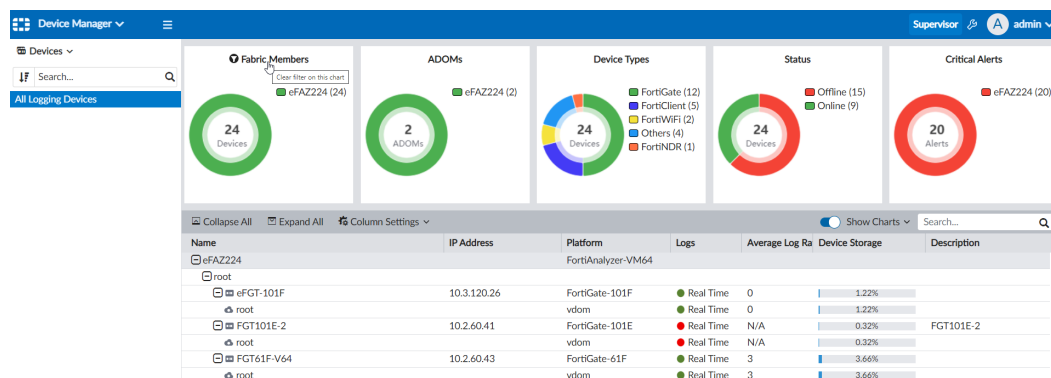 Device Manager
Supervisor
A
admin
Devices
Search...
All Logging Devices
Fabric Members
Clear filter on this chart
eFAZ224 (24)
24
Devices
ADOMs
eFAZ224 (2)
2
ADOMs
Device Types
FortiGate (12)
FortiClient (5)
FortiWiFi (2)
Others (4)
FortiNDR (1)
24
Devices
Status
Offline (15)
Online (9)
24
Devices
Critical Alerts
eFAZ224 (20)
20
Alerts
Collapse All Expand All Column Settings Show Charts Search...
Name IP Address Platform Logs Average Log Ra Device Storage Description
eFAZ224 FortiAnalyzer-VM64
root
eFGT-101F 10.3.120.26 FortiGate-101F Real Time 0 1.22%
root vdom Real Time 0 1.22%
FGT101E-2 10.2.60.41 FortiGate-101E Real Time N/A 0.32% FGT101E-2
root vdom Real Time N/A 0.32%
FGT61F-V64 10.2.60.43 FortiGate-61F Real Time 3 3.66%
root vdom Real Time 3 3.66%